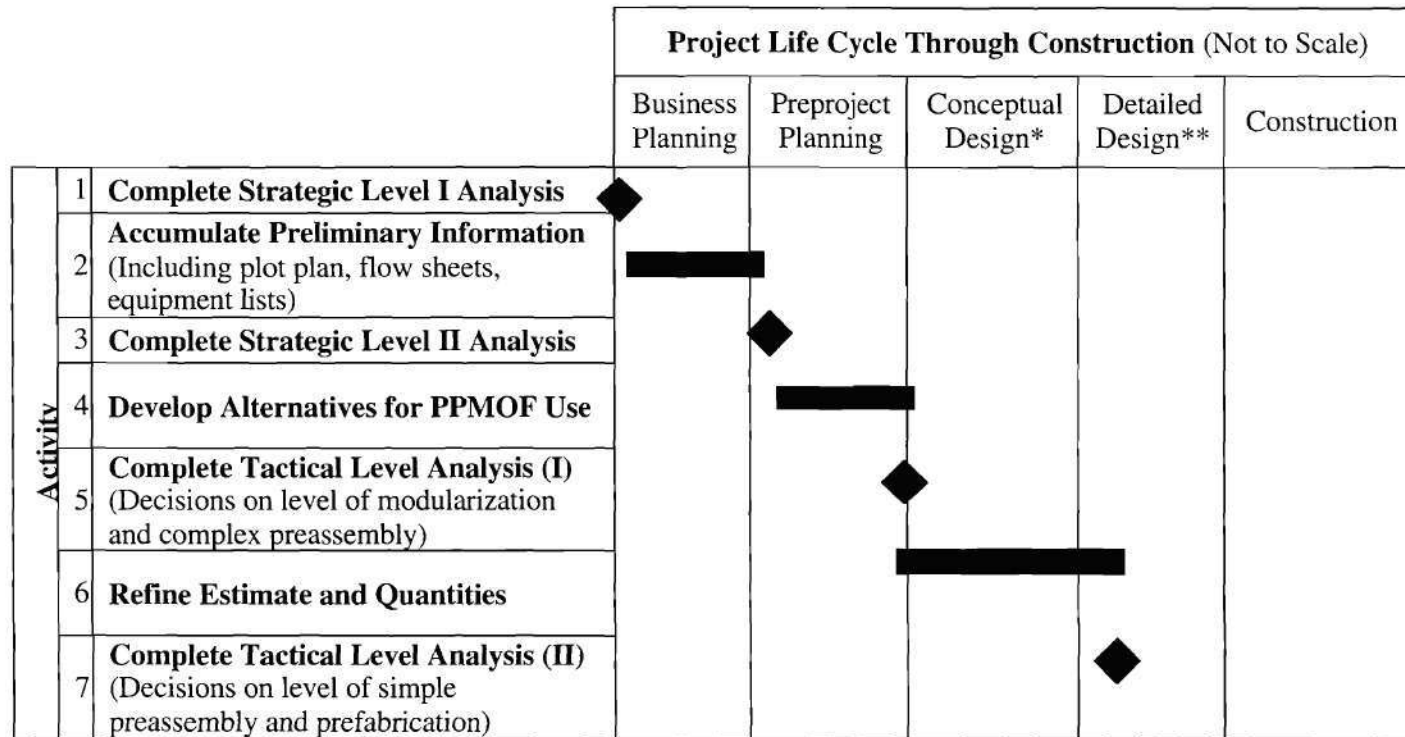 Project Life Cycle Through Construction (Not to Scale)
Business Planning
Preproject Planning
Conceptual Design*
Detailed Design**
Construction
Activity
1 Complete Strategic Level I Analysis
2 Accumulate Preliminary Information
(Including plot plan, flow sheets,
equipment lists)
3 Complete Strategic Level II Analysis
4 Develop Alternatives for PPMOF Use
5 Complete Tactical Level Analysis (I)
(Decisions on level of modularization
and complex preassembly)
6 Refine Estimate and Quantities
7 Complete Tactical Level Analysis (II)
(Decisions on level of simple
preassembly and prefabrication)